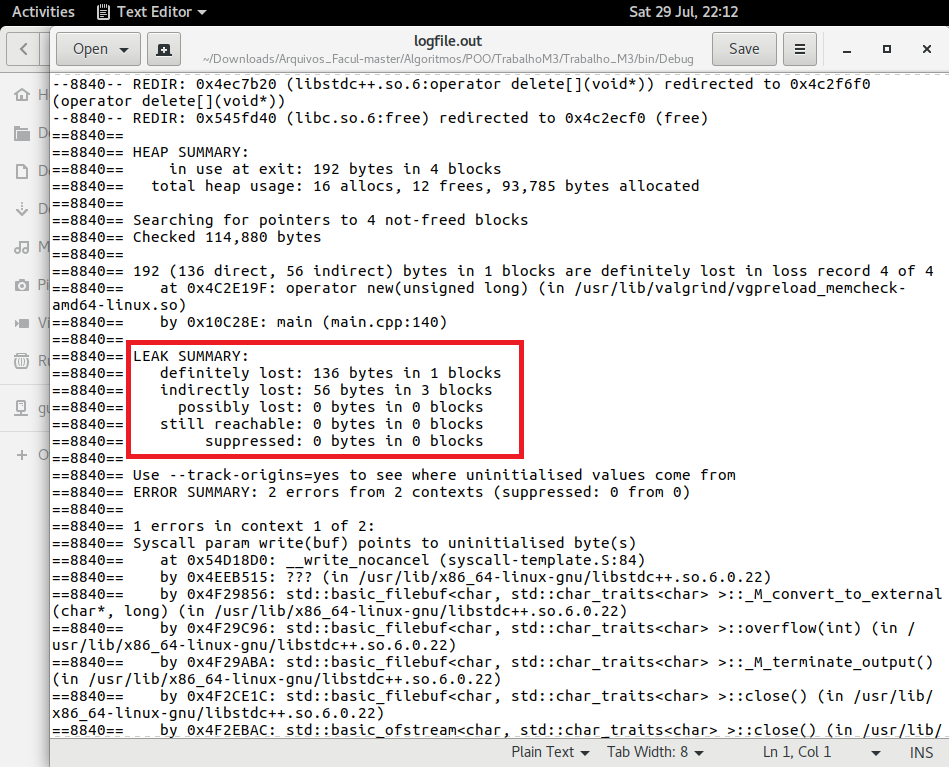 Activities
Text Editor
Sat 29 Jul, 22:12
Open
logfile.out
~/Downloads/Arquivos_Facul-master/Algoritmos/POO/TrabalhoM3/Trabalho_M3/bin/Debug
Save
--8840-- REDIR: 0x4ec7b20 (libstdc++.so.6:operator delete[](void*)) redirected to 0x4c2f6f0
(operator delete[](void*))
--8840-- REDIR: 0x545fd40 (libc.so.6:free) redirected to 0x4c2ecf0 (free)
==8840==
==8840== HEAP SUMMARY:
==8840==     in use at exit: 192 bytes in 4 blocks
==8840==   total heap usage: 16 allocs, 12 frees, 93,785 bytes allocated
==8840==
==8840== Searching for pointers to 4 not-freed blocks
==8840== Checked 114,880 bytes
==8840==
==8840== 192 (136 direct, 56 indirect) bytes in 1 blocks are definitely lost in loss record 4 of 4
==8840==    at 0x4C2E19F: operator new(unsigned long) (in /usr/lib/valgrind/vgpreload_memcheck-
amd64-linux.so)
==8840==    by 0x10C28E: main (main.cpp:140)
==8840==
==8840== LEAK SUMMARY:
==8840==    definitely lost: 136 bytes in 1 blocks
==8840==    indirectly lost: 56 bytes in 3 blocks
==8840==      possibly lost: 0 bytes in 0 blocks
==8840==    still reachable: 0 bytes in 0 blocks
==8840==         suppressed: 0 bytes in 0 blocks
==8840==
==8840== Use --track-origins=yes to see where uninitialised values come from
==8840== ERROR SUMMARY: 2 errors from 2 contexts (suppressed: 0 from 0)
==8840==
==8840== 1 errors in context 1 of 2:
==8840== Syscall param write(buf) points to uninitialised byte(s)
==8840==    at 0x54D18D0: __write_nocancel (syscall-template.S:84)
==8840==    by 0x4EEB515: ??? (in /usr/lib/x86_64-linux-gnu/libstdc++.so.6.0.22)
==8840==    by 0x4F29856: std::basic_filebuf<char, std::char_traits<char> >::_M_convert_to_external
(char*, long) (in /usr/lib/x86_64-linux-gnu/libstdc++.so.6.0.22)
==8840==    by 0x4F29C96: std::basic_filebuf<char, std::char_traits<char> >::overflow(int) (in /
usr/lib/x86_64-linux-gnu/libstdc++.so.6.0.22)
==8840==    by 0x4F29ABA: std::basic_filebuf<char, std::char_traits<char> >::_M_terminate_output()
(in /usr/lib/x86_64-linux-gnu/libstdc++.so.6.0.22)
==8840==    by 0x4F2CE1C: std::basic_filebuf<char, std::char_traits<char> >::close() (in /usr/lib/
x86_64-linux-gnu/libstdc++.so.6.0.22)
==8840==    by 0x4F2EBAC: std::basic_ofstream<char, std::char_traits<char> >::close() (in /usr/lib/
Plain Text
Tab Width: 8
Ln 1, Col 1
INS